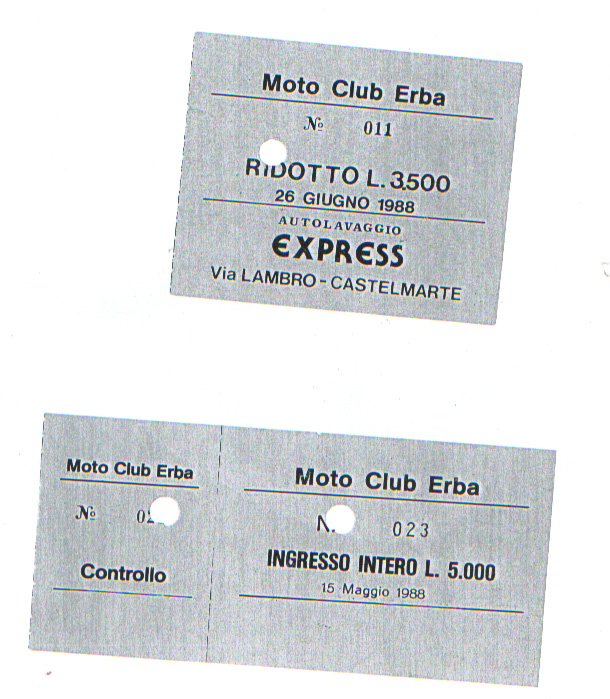 Moto Club Erba
№ 011
RIDOTTO L. 3.500
26 GIUGNO 1988
AUTOLAVAGGIO
EXPRESS
Via LAMBRO - CASTELMARTE
Moto Club Erba
№
Controllo
Moto Club Erba
N. 023
INGRESSO INTERO L. 5.000
15 Maggio 1988